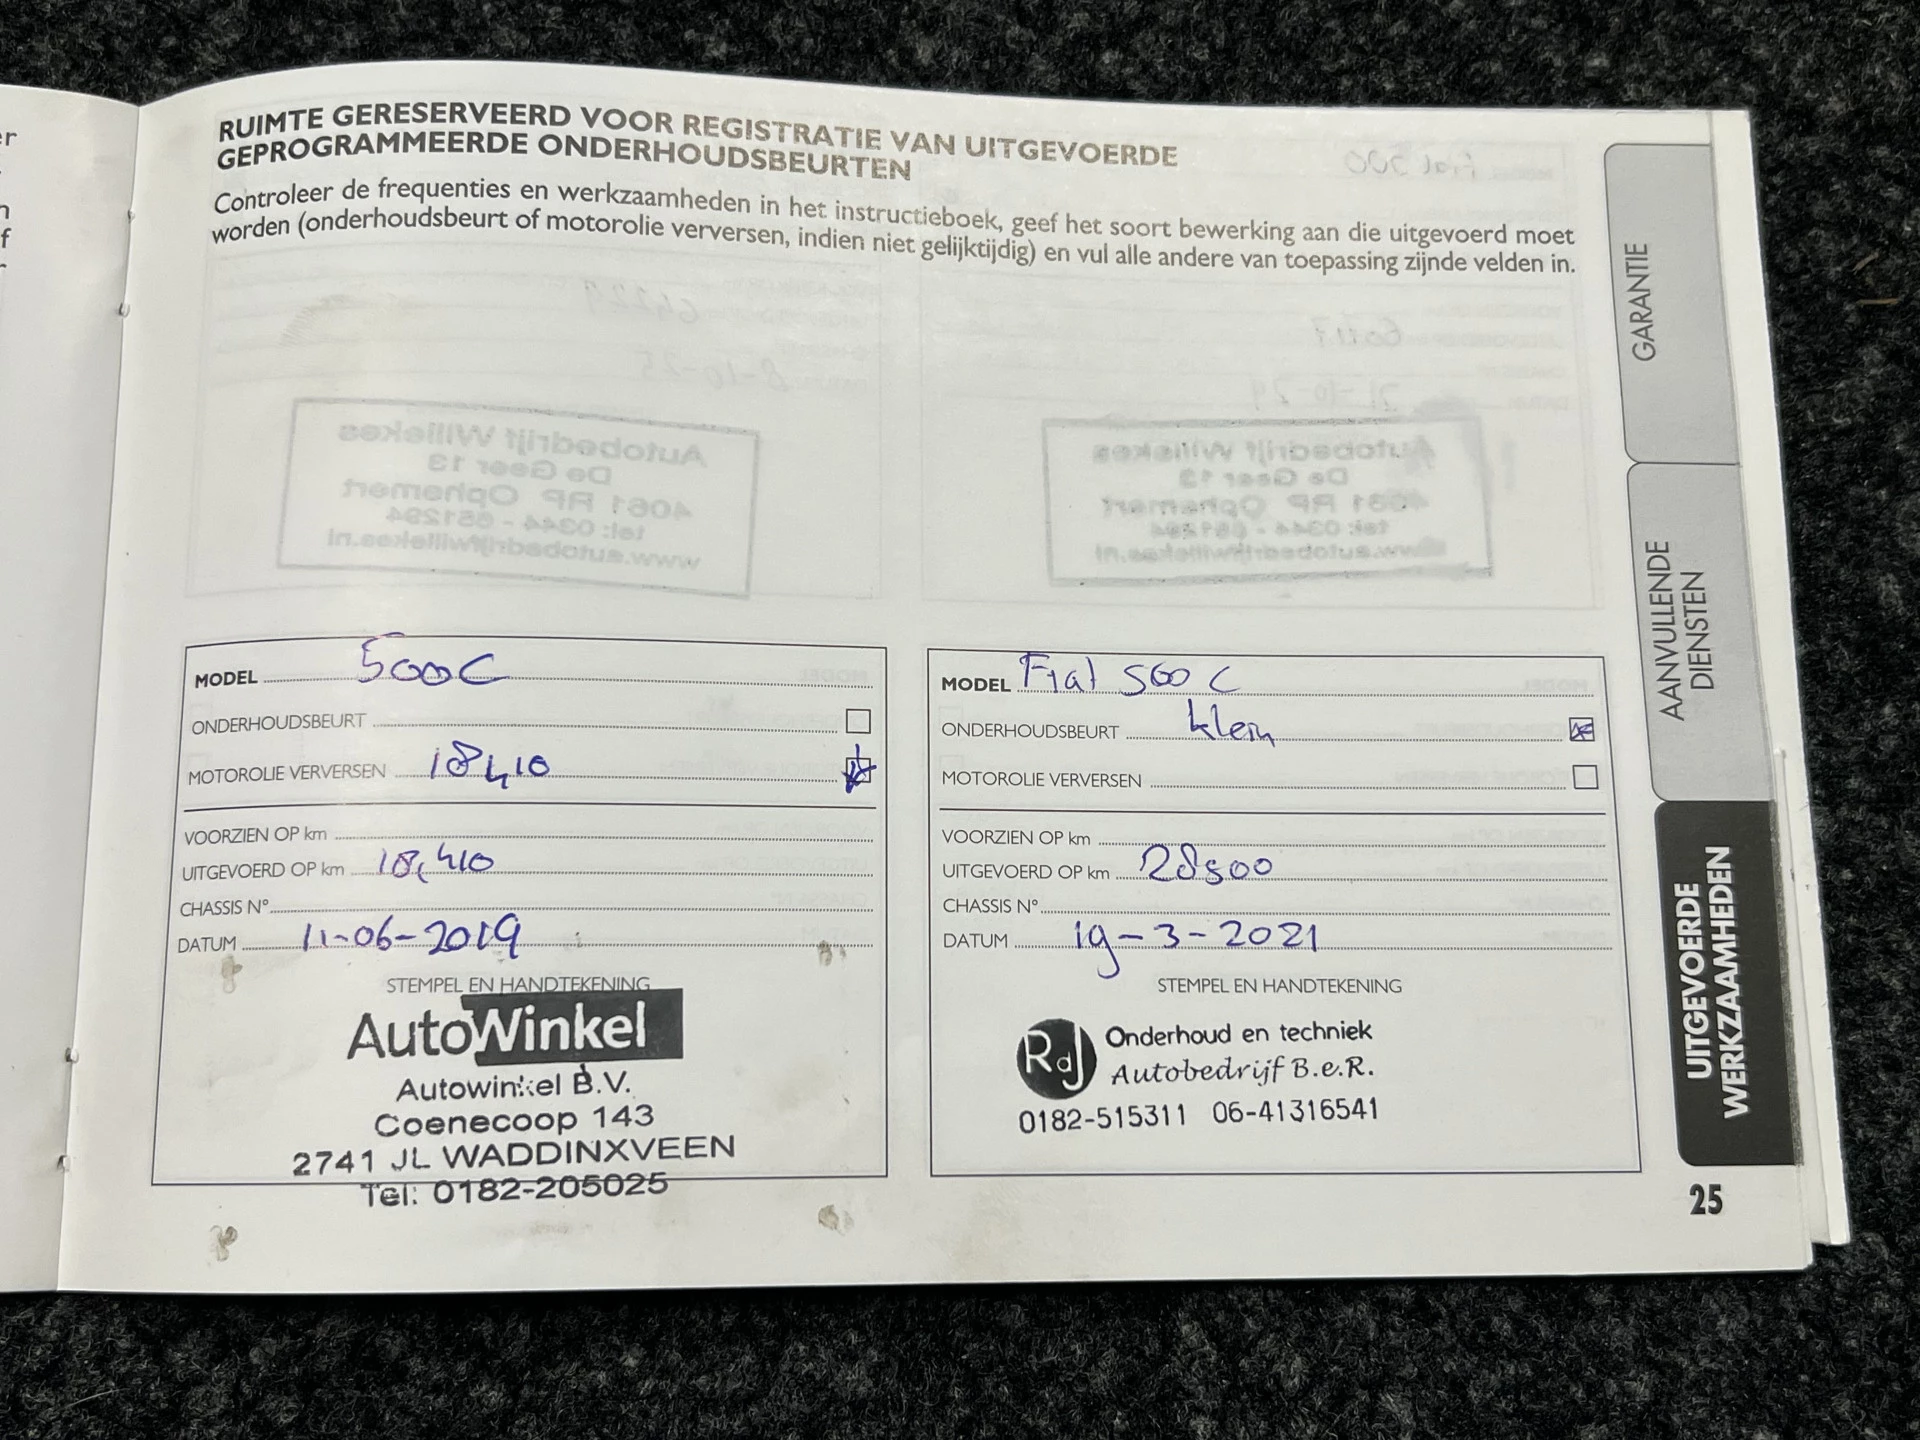 RUIMTE GERESERVEERD VOOR REGISTRATIE VAN UITGEVOERDE
GEPROGRAMMEERDE ONDERHOUDSBEURTEN
Controleer de frequenties en werkzaamheden in het instructieboek, geef het soort bewerking aan die uitgevoerd moet
worden (onderhoudsbeurt of motorolie verversen, indien niet gelijktijdig) en vul alle andere van toepassing zijnde velden in.
MODEL 500C
ONDERHOUDSBEURT
MOTOROLIE VERVERSEN 18410
VOORZIEN OP km
UITGEVOERD OP km 18,410
CHASSIS N°
DATUM 11-06-2019
STEMPEL EN HANDTEKENING
AutoWinkel
Autowinkel B.V.
Coenecoop 143
2741 JL WADDINXVEEN
Tel: 0182-205025
MODEL Fiat 500 C
ONDERHOUDSBEURT klein
MOTOROLIE VERVERSEN
VOORZIEN OP km
UITGEVOERD OP km 28500
CHASSIS N°
DATUM 19-3-2021
STEMPEL EN HANDTEKENING
RdJ
Onderhoud en techniek
Autobedrijf B.e.R.
0182-515311 06-41316541
GARANTIE
AANVULLENDE
DIENSTEN
UITGEVOERDE
WERKZAAMHEDEN
25